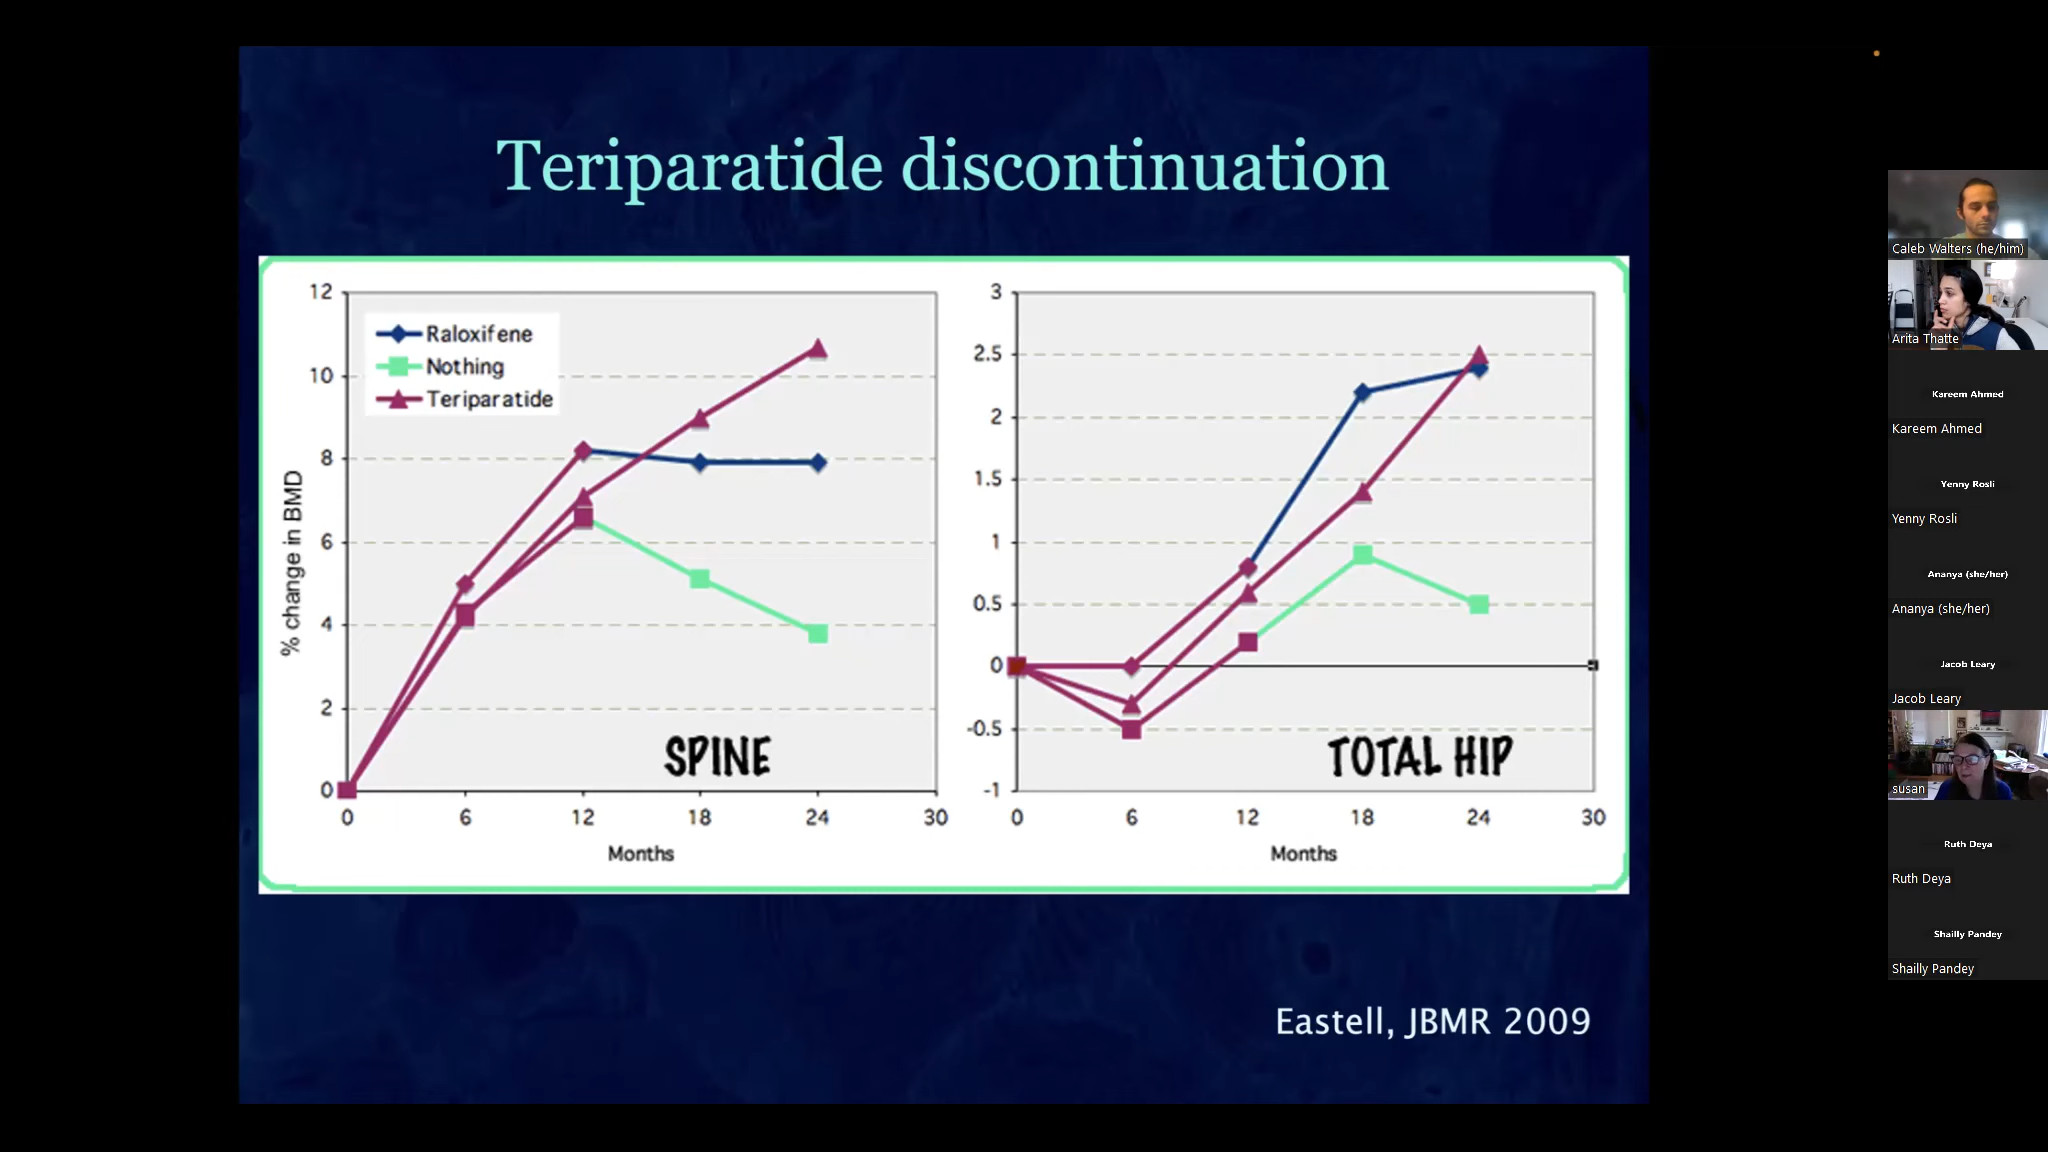 Teriparatide discontinuation
12
10
8
6
4
2
0
% change in BMD
Raloxifene
Nothing
Teriparatide
SPINE
0 6 12 18 24 30
Months
3
2.5
2
1.5
1
0.5
0
-0.5
-1
TOTAL HIP
0 6 12 18 24 30
Months
Eastell, JBMR 2009
Caleb Walters (he/him)
Arita Thatte
Kareem Ahmed
Kareem Ahmed
Yenny Rosli
Yenny Rosli
Ananya (she/her)
Ananya (she/her)
Jacob Leary
Jacob Leary
susan
Ruth Deya
Ruth Deya
Shailly Pandey
Shailly Pandey